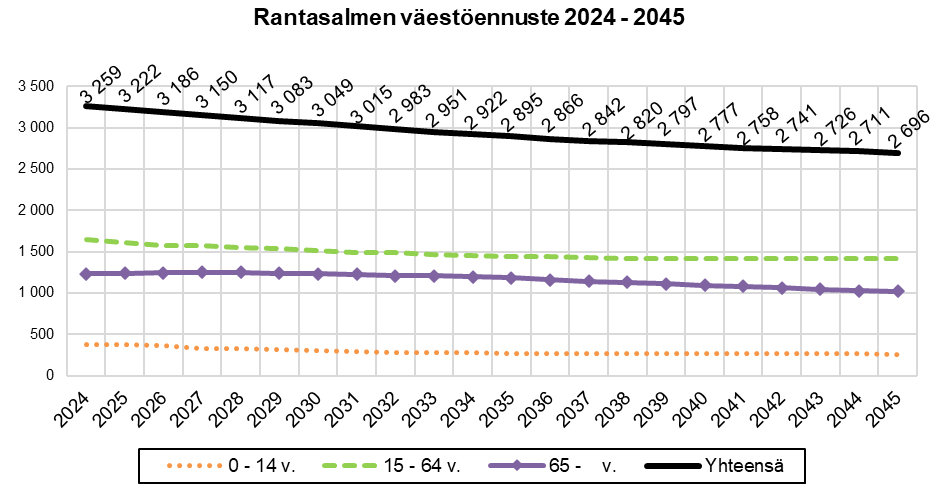 Rantasalmen väestöennuste 2024 - 2045
3 259 3 222 3 186 3 150 3 117 3 083 3 049 3 015 2 983 2 951 2 922 2 895 2 866 2 842 2 820 2 797 2 777 2 758 2 741 2 726 2 711 2 696
3 500
3 000
2 500
2 000
1 500
1 000
500
0
2024 2025 2026 2027 2028 2029 2030 2031 2032 2033 2034 2035 2036 2037 2038 2039 2040 2041 2042 2043 2044 2045
0 - 14 v. 15 - 64 v. 65 - v. Yhteensä